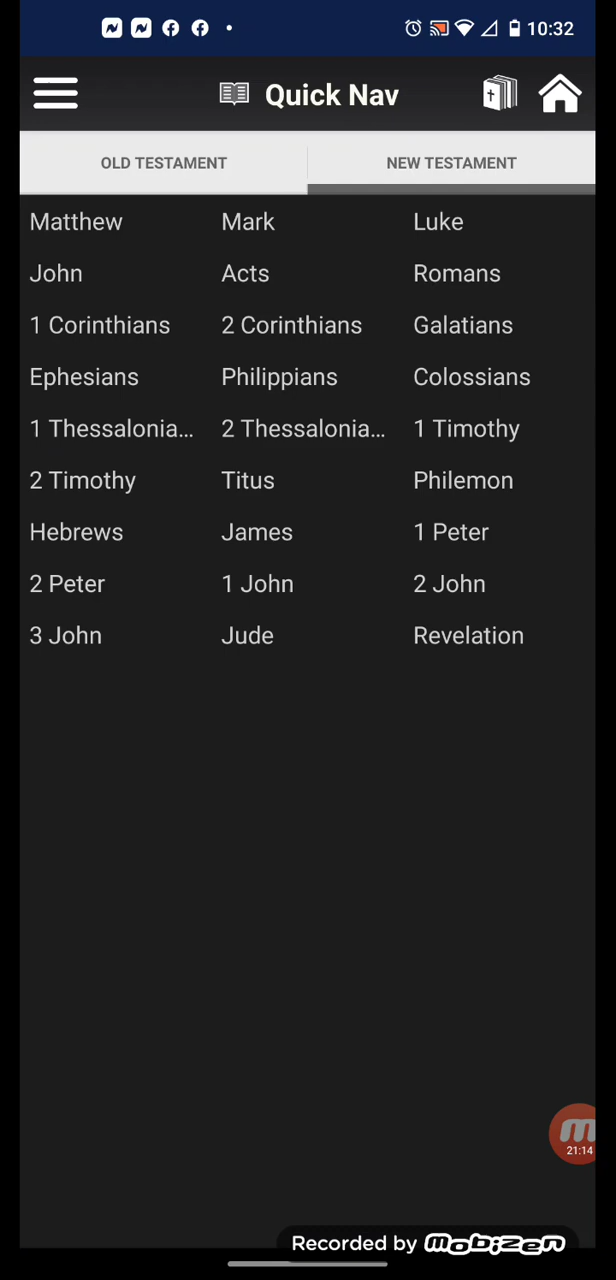 10:32
Quick Nav
OLD TESTAMENT NEW TESTAMENT
Matthew Mark Luke
John Acts Romans
1 Corinthians 2 Corinthians Galatians
Ephesians Philippians Colossians
1 Thessalonia... 2 Thessalonia... 1 Timothy
2 Timothy Titus Philemon
Hebrews James 1 Peter
2 Peter 1 John 2 John
3 John Jude Revelation
m
21:14
Recorded by mobizen